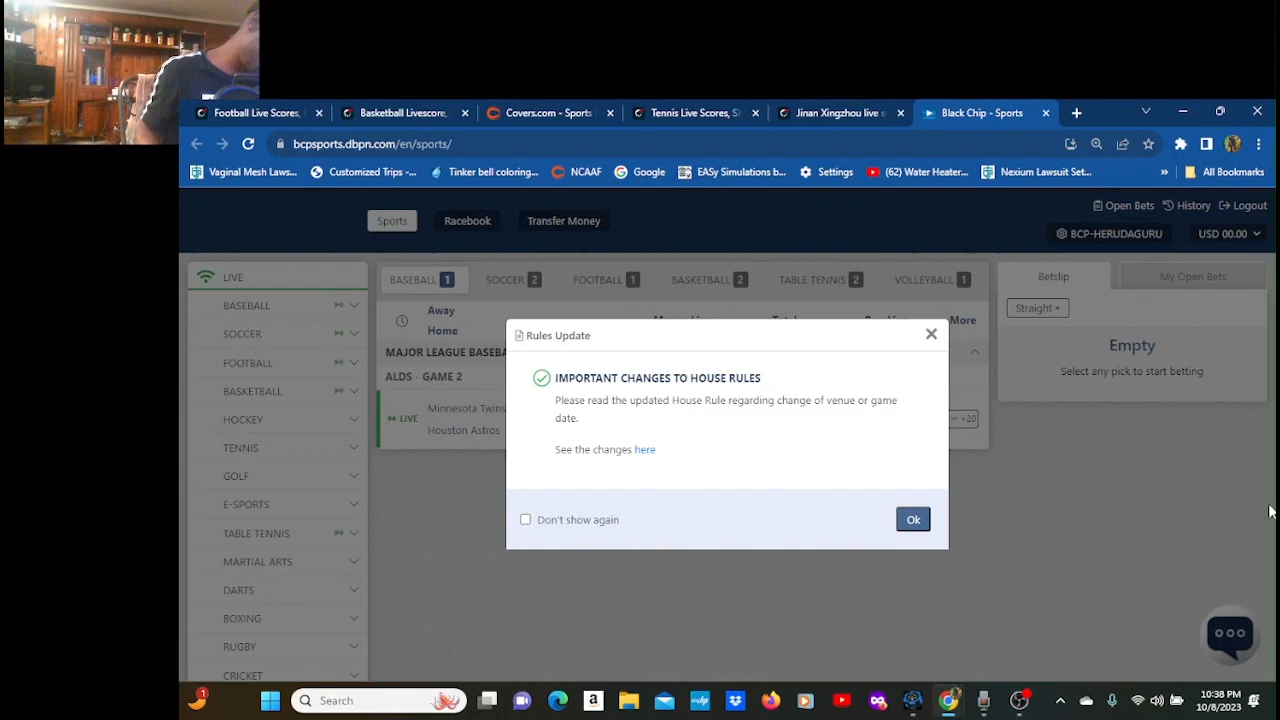 Football Live Scores,
Basketball Livescore,
Covers.com - Sports
Tennis Live Scores, S
Jinan Xingzhou live s
Black Chip - Sports
bcpsports.dbpn.com/en/sports/
Vaginal Mesh Laws...
Customized Trips -...
Tinker bell coloring...
NCAAF
Google
EASy Simulations b...
Settings
(62) Water Heater...
Nexium Lawsuit Set...
»
All Bookmarks
Sports
Racebook
Transfer Money
Open Bets
History
Logout
BCP-HERUDAGURU
USD 00.00
LIVE
BASEBALL
SOCCER
FOOTBALL
BASKETBALL
HOCKEY
TENNIS
GOLF
E-SPORTS
TABLE TENNIS
MARTIAL ARTS
DARTS
BOXING
RUGBY
CRICKET
BASEBALL 1
SOCCER 2
FOOTBALL 1
BASKETBALL 2
TABLE TENNIS 2
VOLLEYBALL 1
Away
Home
More
MAJOR LEAGUE BASEBA
ALDS - GAME 2
LIVE
Minnesota Twins
Houston Astros
+20
Rules Update
IMPORTANT CHANGES TO HOUSE RULES
Please read the updated House Rule regarding change of venue or game
date.
See the changes here
Don't show again
Ok
Betslip
My Open Bets
Straight
Empty
Select any pick to start betting
1
Search
10:38 PM
10/8/2023